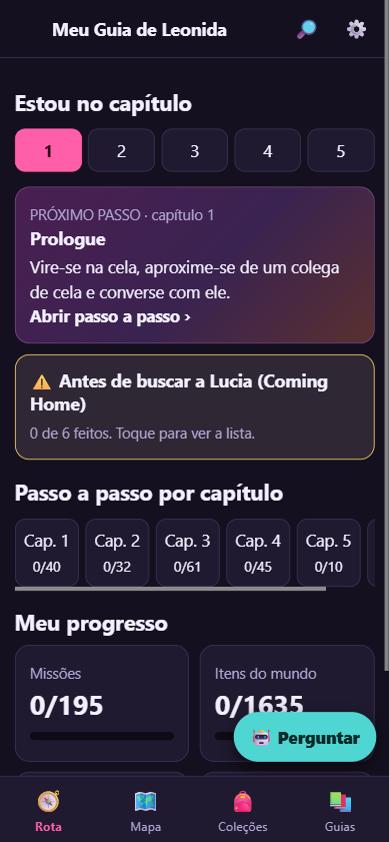 Meu Guia de Leonida
Estou no capítulo
1
2
3
4
5
PRÓXIMO PASSO · capítulo 1
Prologue
Vire-se na cela, aproxime-se de um colega
de cela e converse com ele.
Abrir passo a passo ›
Antes de buscar a Lucia (Coming
Home)
0 de 6 feitos. Toque para ver a lista.
Passo a passo por capítulo
Cap. 1
0/40
Cap. 2
0/32
Cap. 3
0/61
Cap. 4
0/45
Cap. 5
0/10
Meu progresso
Missões
0/195
Itens do mundo
0/1635
Perguntar
Rota
Mapa
Coleções
Guias